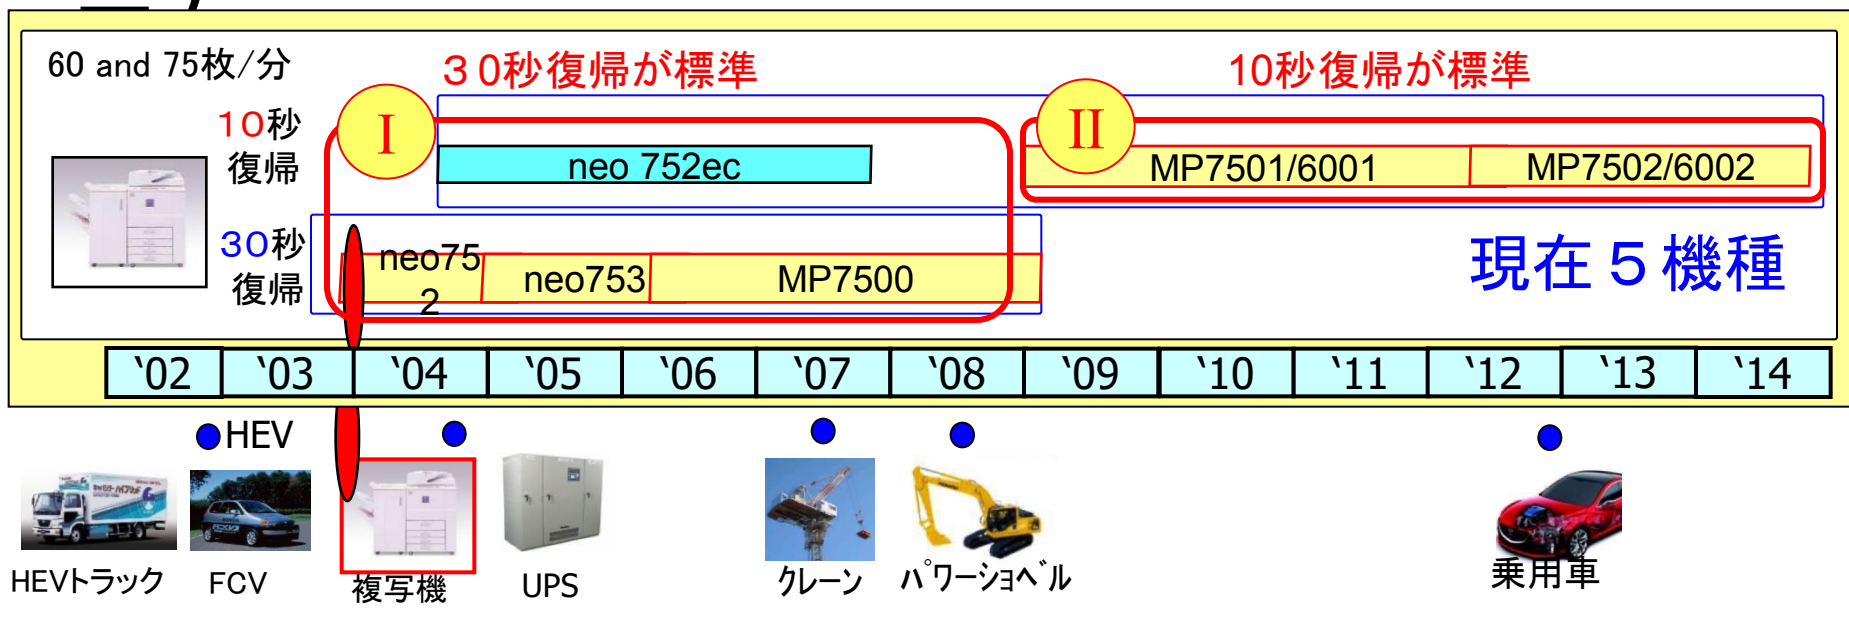 60 and 75枚/分
３０秒復帰が標準
10秒復帰が標準
Ⅰ
Ⅱ
１０秒
復帰
neo 752ec
MP7501/6001
MP7502/6002
３０秒
復帰
neo75
2
neo753
MP7500
現在５機種
‘02
‘03
‘04
‘05
‘06
‘07
‘08
‘09
‘10
‘11
‘12
‘13
‘14
HEV
HEVトラック
FCV
複写機
UPS
クレーン
パワーショベル
乗用車